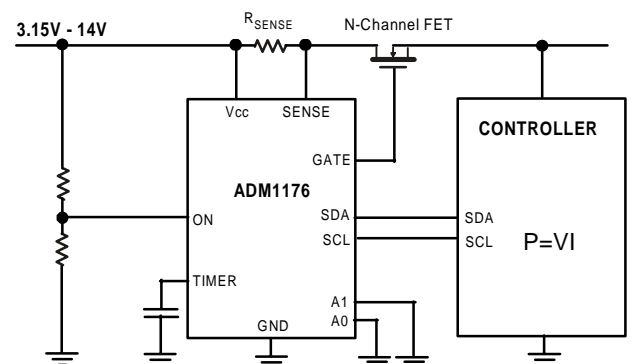 3.15V - 14V
RSENSE
N-Channel FET
Vcc
SENSE
GATE
ADM1176
ON
SDA
SCL
TIMER
A1
A0
GND
CONTROLLER
SDA
SCL
P=VI